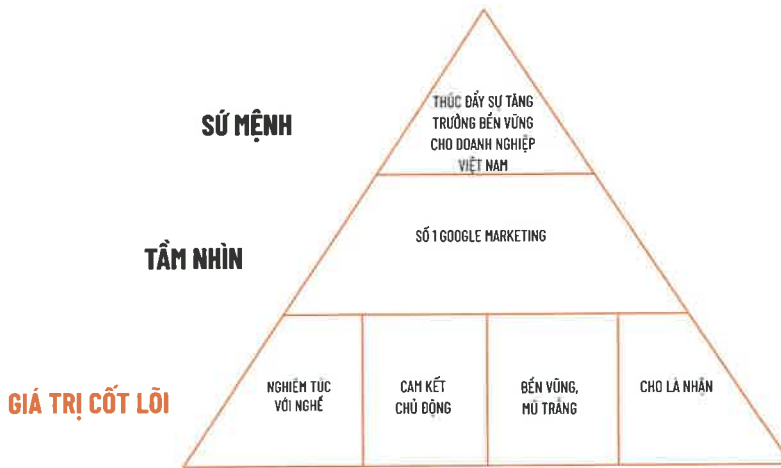 SỨ MỆNH
THÚC ĐẨY SỰ TĂNG
TRƯỞNG BỀN VỮNG
CHO DOANH NGHIỆP
VIỆT NAM
TẦM NHÌN
SỐ 1 GOOGLE MARKETING
GIÁ TRỊ CỐT LÕI
NGHIÊM TÚC
VỚI NGHỀ
CAM KẾT
CHỦ ĐỘNG
BỀN VỮNG,
MŨ TRẮNG
CHO LÀ NHẬN